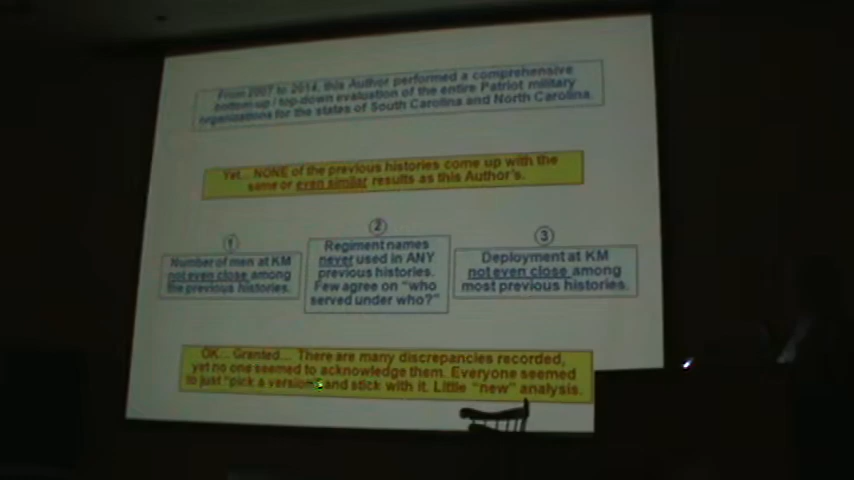 From 2007 to 2014, this Author performed a comprehensive
bottom-up / top-down evaluation of the entire Patriot military
organizations for the states of South Carolina and North Carolina.
Yet... NONE of the previous histories come up with the
same or even similar results as this Author's.
1
Number of men at KM
not even close among
the previous histories.
2
Regiment names
never used in ANY
previous histories.
Few agree on "who
served under who?"
3
Deployment at KM
not even close among
most previous histories.
OK... Granted... There are many discrepancies recorded,
yet no one seemed to acknowledge them. Everyone seemed
to just "pick a version" and stick with it. Little "new" analysis.